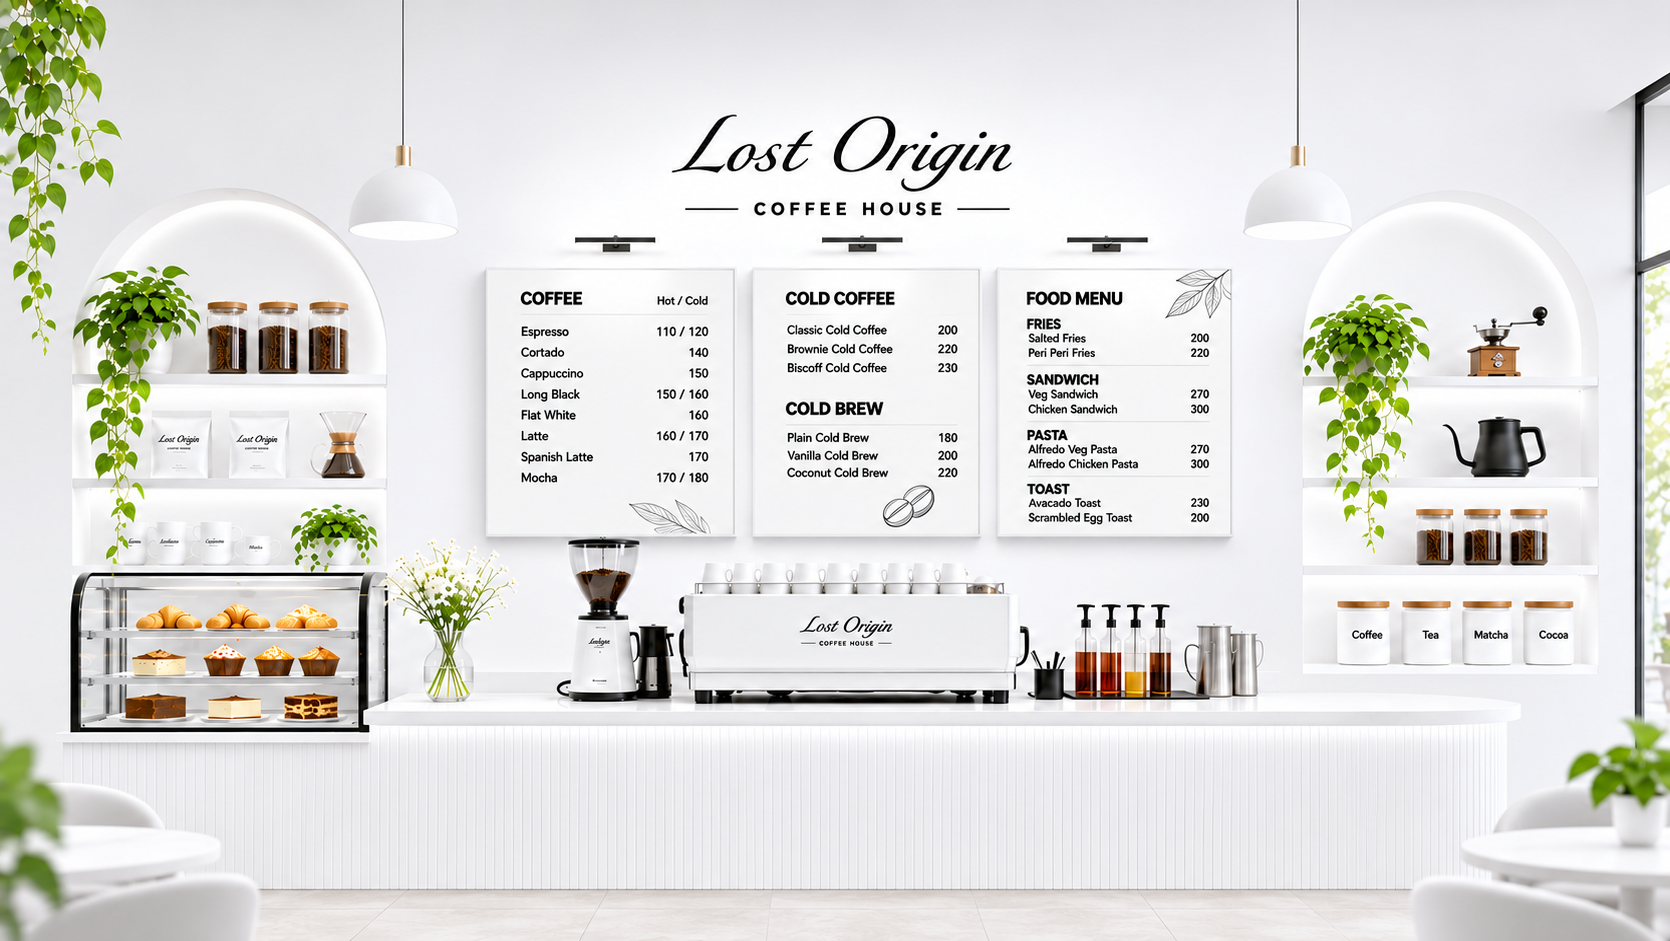 Lost Origin
COFFEE HOUSE
COFFEE Hot / Cold
Espresso 110 / 120
Cortado 140
Cappuccino 150
Long Black 150 / 160
Flat White 160
Latte 160 / 170
Spanish Latte 170
Mocha 170 / 180
COLD COFFEE
Classic Cold Coffee 200
Brownie Cold Coffee 220
Biscoff Cold Coffee 230
COLD BREW
Plain Cold Brew 180
Vanilla Cold Brew 200
Coconut Cold Brew 220
FOOD MENU
FRIES
Salted Fries 200
Peri Peri Fries 220
SANDWICH
Veg Sandwich 270
Chicken Sandwich 300
PASTA
Alfredo Veg Pasta 270
Alfredo Chicken Pasta 300
TOAST
Avacado Toast 230
Scrambled Egg Toast 200
Lost Origin
COFFEE HOUSE
Lost Origin
COFFEE HOUSE
Mocha
Lost Origin
COFFEE HOUSE
Coffee
Tea
Matcha
Cocoa